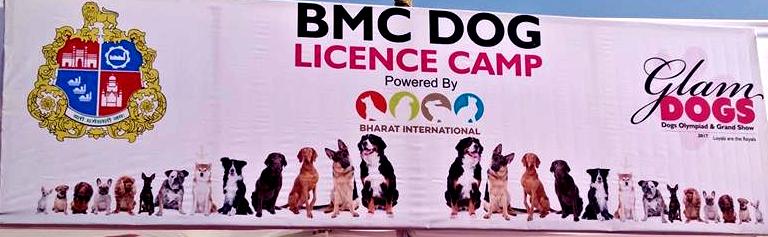 BMC DOG
LICENCE CAMP
Powered By
BHARAT INTERNATIONAL
Glam
DOGS
Dogs Olympiad & Grand Show
2017
Loyals are the Royals